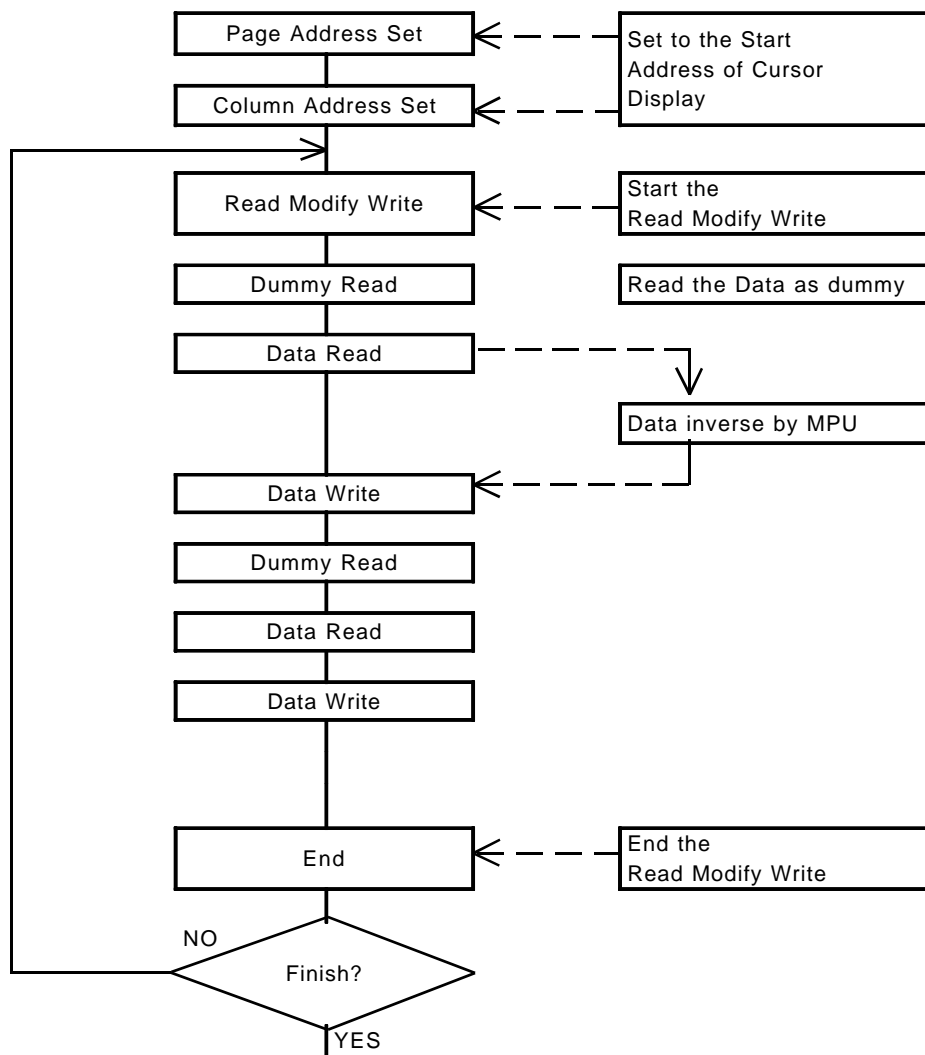 Page Address Set
Set to the Start
Address of Cursor
Display
Column Address Set
Read Modify Write
Start the
Read Modify Write
Dummy Read
Read the Data as dummy
Data Read
Data inverse by MPU
Data Write
Dummy Read
Data Read
Data Write
End
End the
Read Modify Write
NO
Finish?
YES